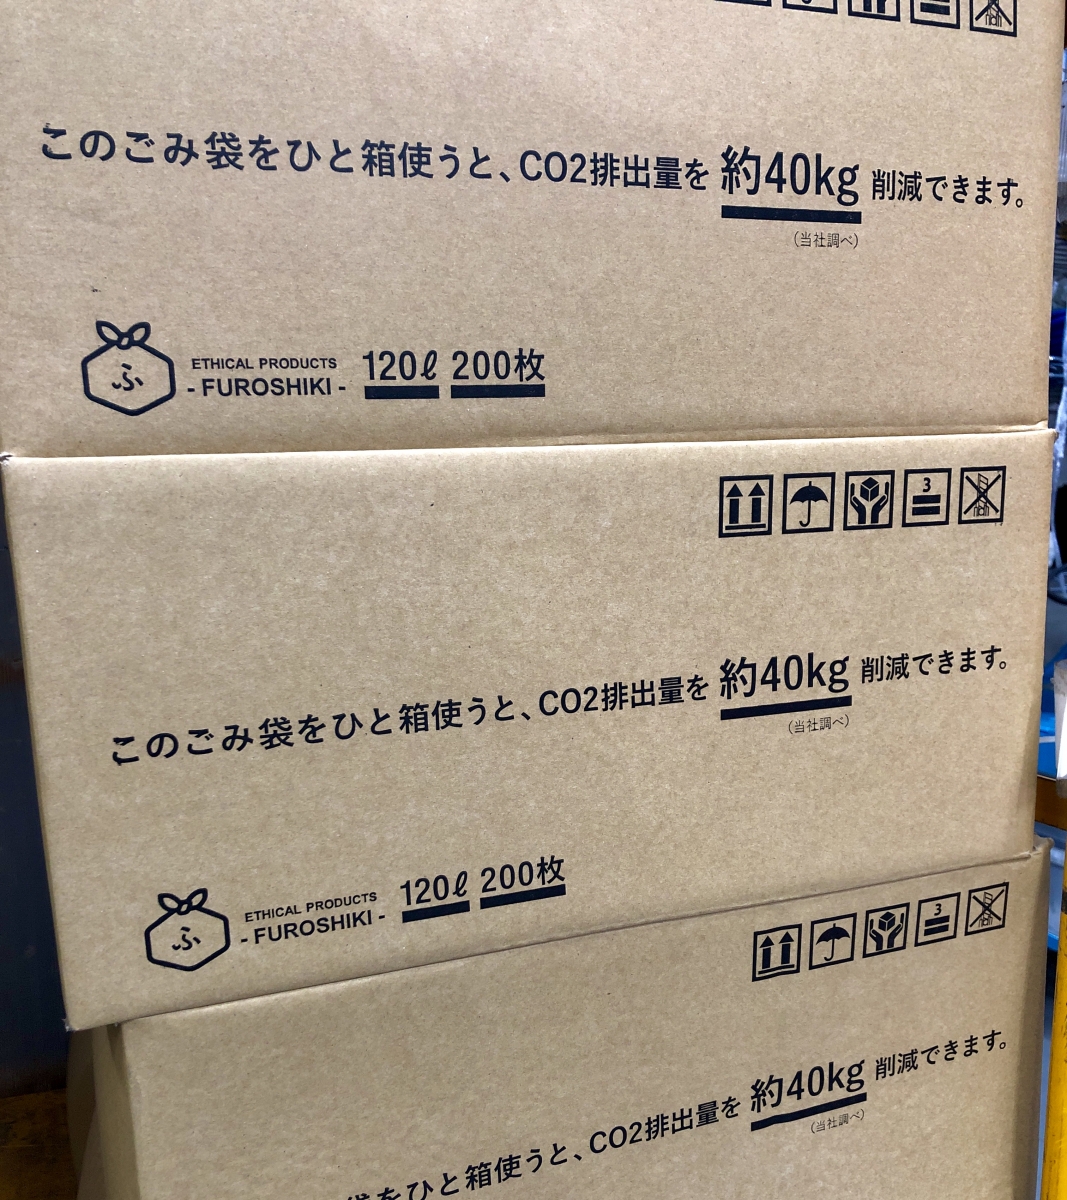 このごみ袋をひと箱使うと、CO2排出量を 約40kg 削減できます。
(当社調べ)
ふ
ETHICAL PRODUCTS
- FUROSHIKI -
120ℓ 200枚
3
このごみ袋をひと箱使うと、CO2排出量を 約40kg 削減できます。
(当社調べ)
ふ
ETHICAL PRODUCTS
- FUROSHIKI -
120ℓ 200枚
3
袋をひと箱使うと、CO2排出量を 約40kg 削減できます。
(当社調べ)